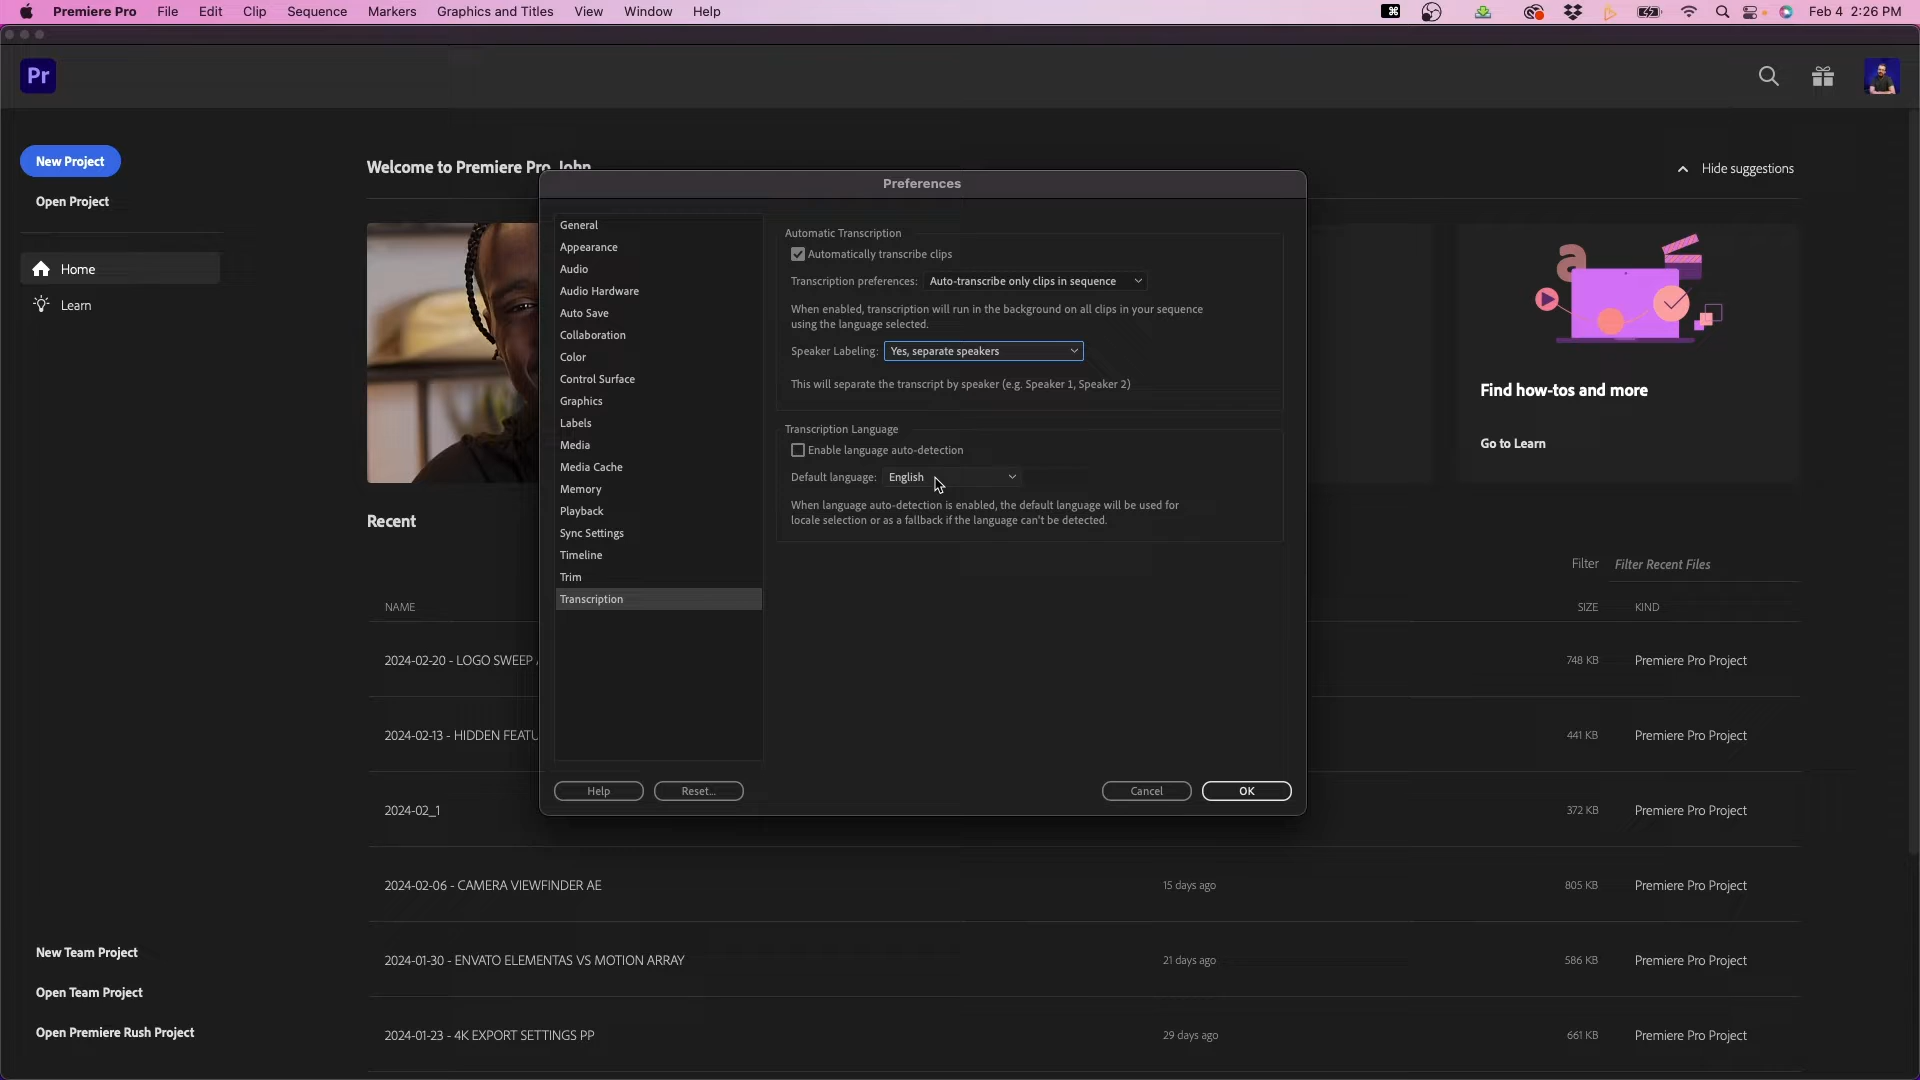 Premiere Pro File Edit Clip Sequence Markers Graphics and Titles View Window Help Feb 4 2:26 PM
Pr
New Project
Open Project
Home
Learn
Welcome to Premiere Pro, John
Hide suggestions
Preferences
General
Appearance
Audio
Audio Hardware
Auto Save
Collaboration
Color
Control Surface
Graphics
Labels
Media
Media Cache
Memory
Playback
Sync Settings
Timeline
Trim
Transcription
Automatic Transcription
Automatically transcribe clips
Transcription preferences: Auto-transcribe only clips in sequence
When enabled, transcription will run in the background on all clips in your sequence
using the language selected.
Speaker Labeling: Yes, separate speakers
This will separate the transcript by speaker (e.g. Speaker 1, Speaker 2)
Transcription Language
Enable language auto-detection
Default language: English
When language auto-detection is enabled, the default language will be used for
locale selection or as a fallback if the language can't be detected.
Help Reset... Cancel OK
Find how-tos and more
Go to Learn
Recent
Filter Filter Recent Files
NAME SIZE KIND
2024-02-20 - LOGO SWEEP 748 KB Premiere Pro Project
2024-02-13 - HIDDEN FEATU 441 KB Premiere Pro Project
2024-02_1 372 KB Premiere Pro Project
2024-02-06 - CAMERA VIEWFINDER AE 15 days ago 805 KB Premiere Pro Project
2024-01-30 - ENVATO ELEMENTAS VS MOTION ARRAY 21 days ago 586 KB Premiere Pro Project
2024-01-23 - 4K EXPORT SETTINGS PP 29 days ago 661 KB Premiere Pro Project
New Team Project
Open Team Project
Open Premiere Rush Project